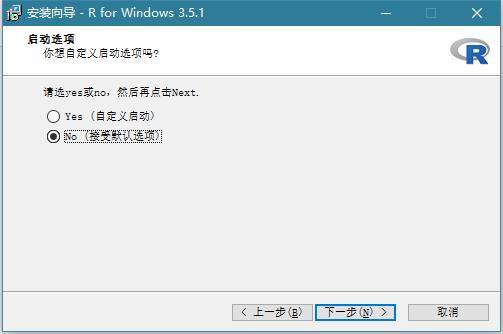 安装向导 - R for Windows 3.5.1
启动选项
你想自定义启动选项吗?
R
请选yes或no，然后再点击Next.
Yes (自定义启动)
No (接受默认选项)
< 上一步(B)
下一步(N) >
取消